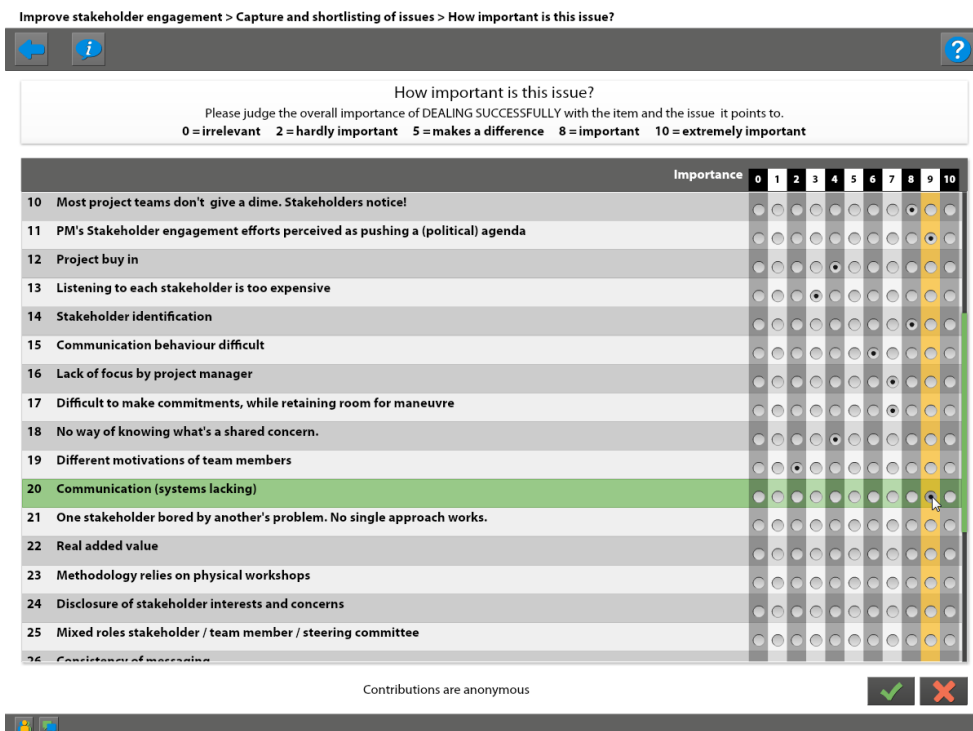 Improve stakeholder engagement > Capture and shortlisting of issues > How important is this issue?
i
?
How important is this issue?
Please judge the overall importance of DEALING SUCCESSFULLY with the item and the issue it points to.
0 = irrelevant 2 = hardly important 5 = makes a difference 8 = important 10 = extremely important
Importance 0 1 2 3 4 5 6 7 8 9 10
10 Most project teams don't give a dime. Stakeholders notice!
11 PM's Stakeholder engagement efforts perceived as pushing a (political) agenda
12 Project buy in
13 Listening to each stakeholder is too expensive
14 Stakeholder identification
15 Communication behaviour difficult
16 Lack of focus by project manager
17 Difficult to make commitments, while retaining room for maneuvre
18 No way of knowing what's a shared concern.
19 Different motivations of team members
20 Communication (systems lacking)
21 One stakeholder bored by another's problem. No single approach works.
22 Real added value
23 Methodology relies on physical workshops
24 Disclosure of stakeholder interests and concerns
25 Mixed roles stakeholder / team member / steering committee
26 Consistency of messaging
Contributions are anonymous